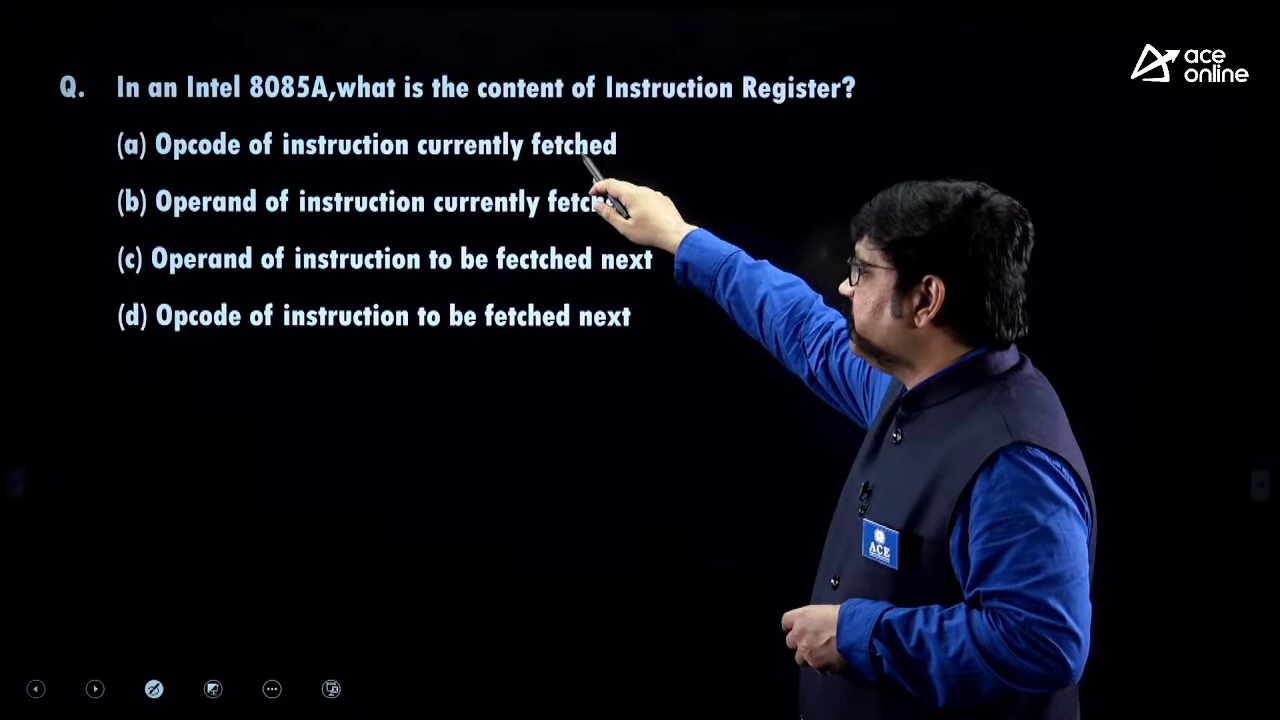 ace
online
Q. In an Intel 8085A,what is the content of Instruction Register?
(a) Opcode of instruction currently fetched
(b) Operand of instruction currently
(c) Operand of instruction to be fectched next
(d) Opcode of instruction to be fetched next
ACE